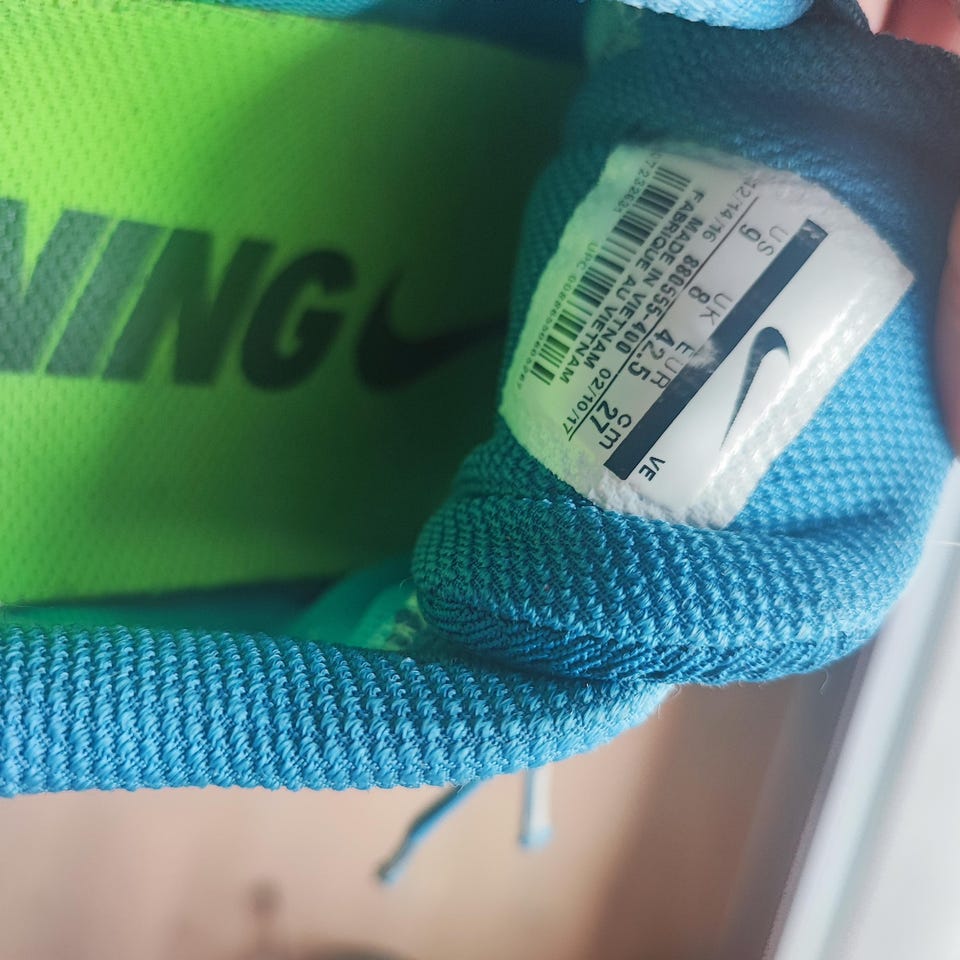 NING
US UK EUR cm
9 8 42.5 27
12/14/16 880555-400 02/10/17
MADE IN VIETNAM
FABRIQUE AU VIETNAM
VE